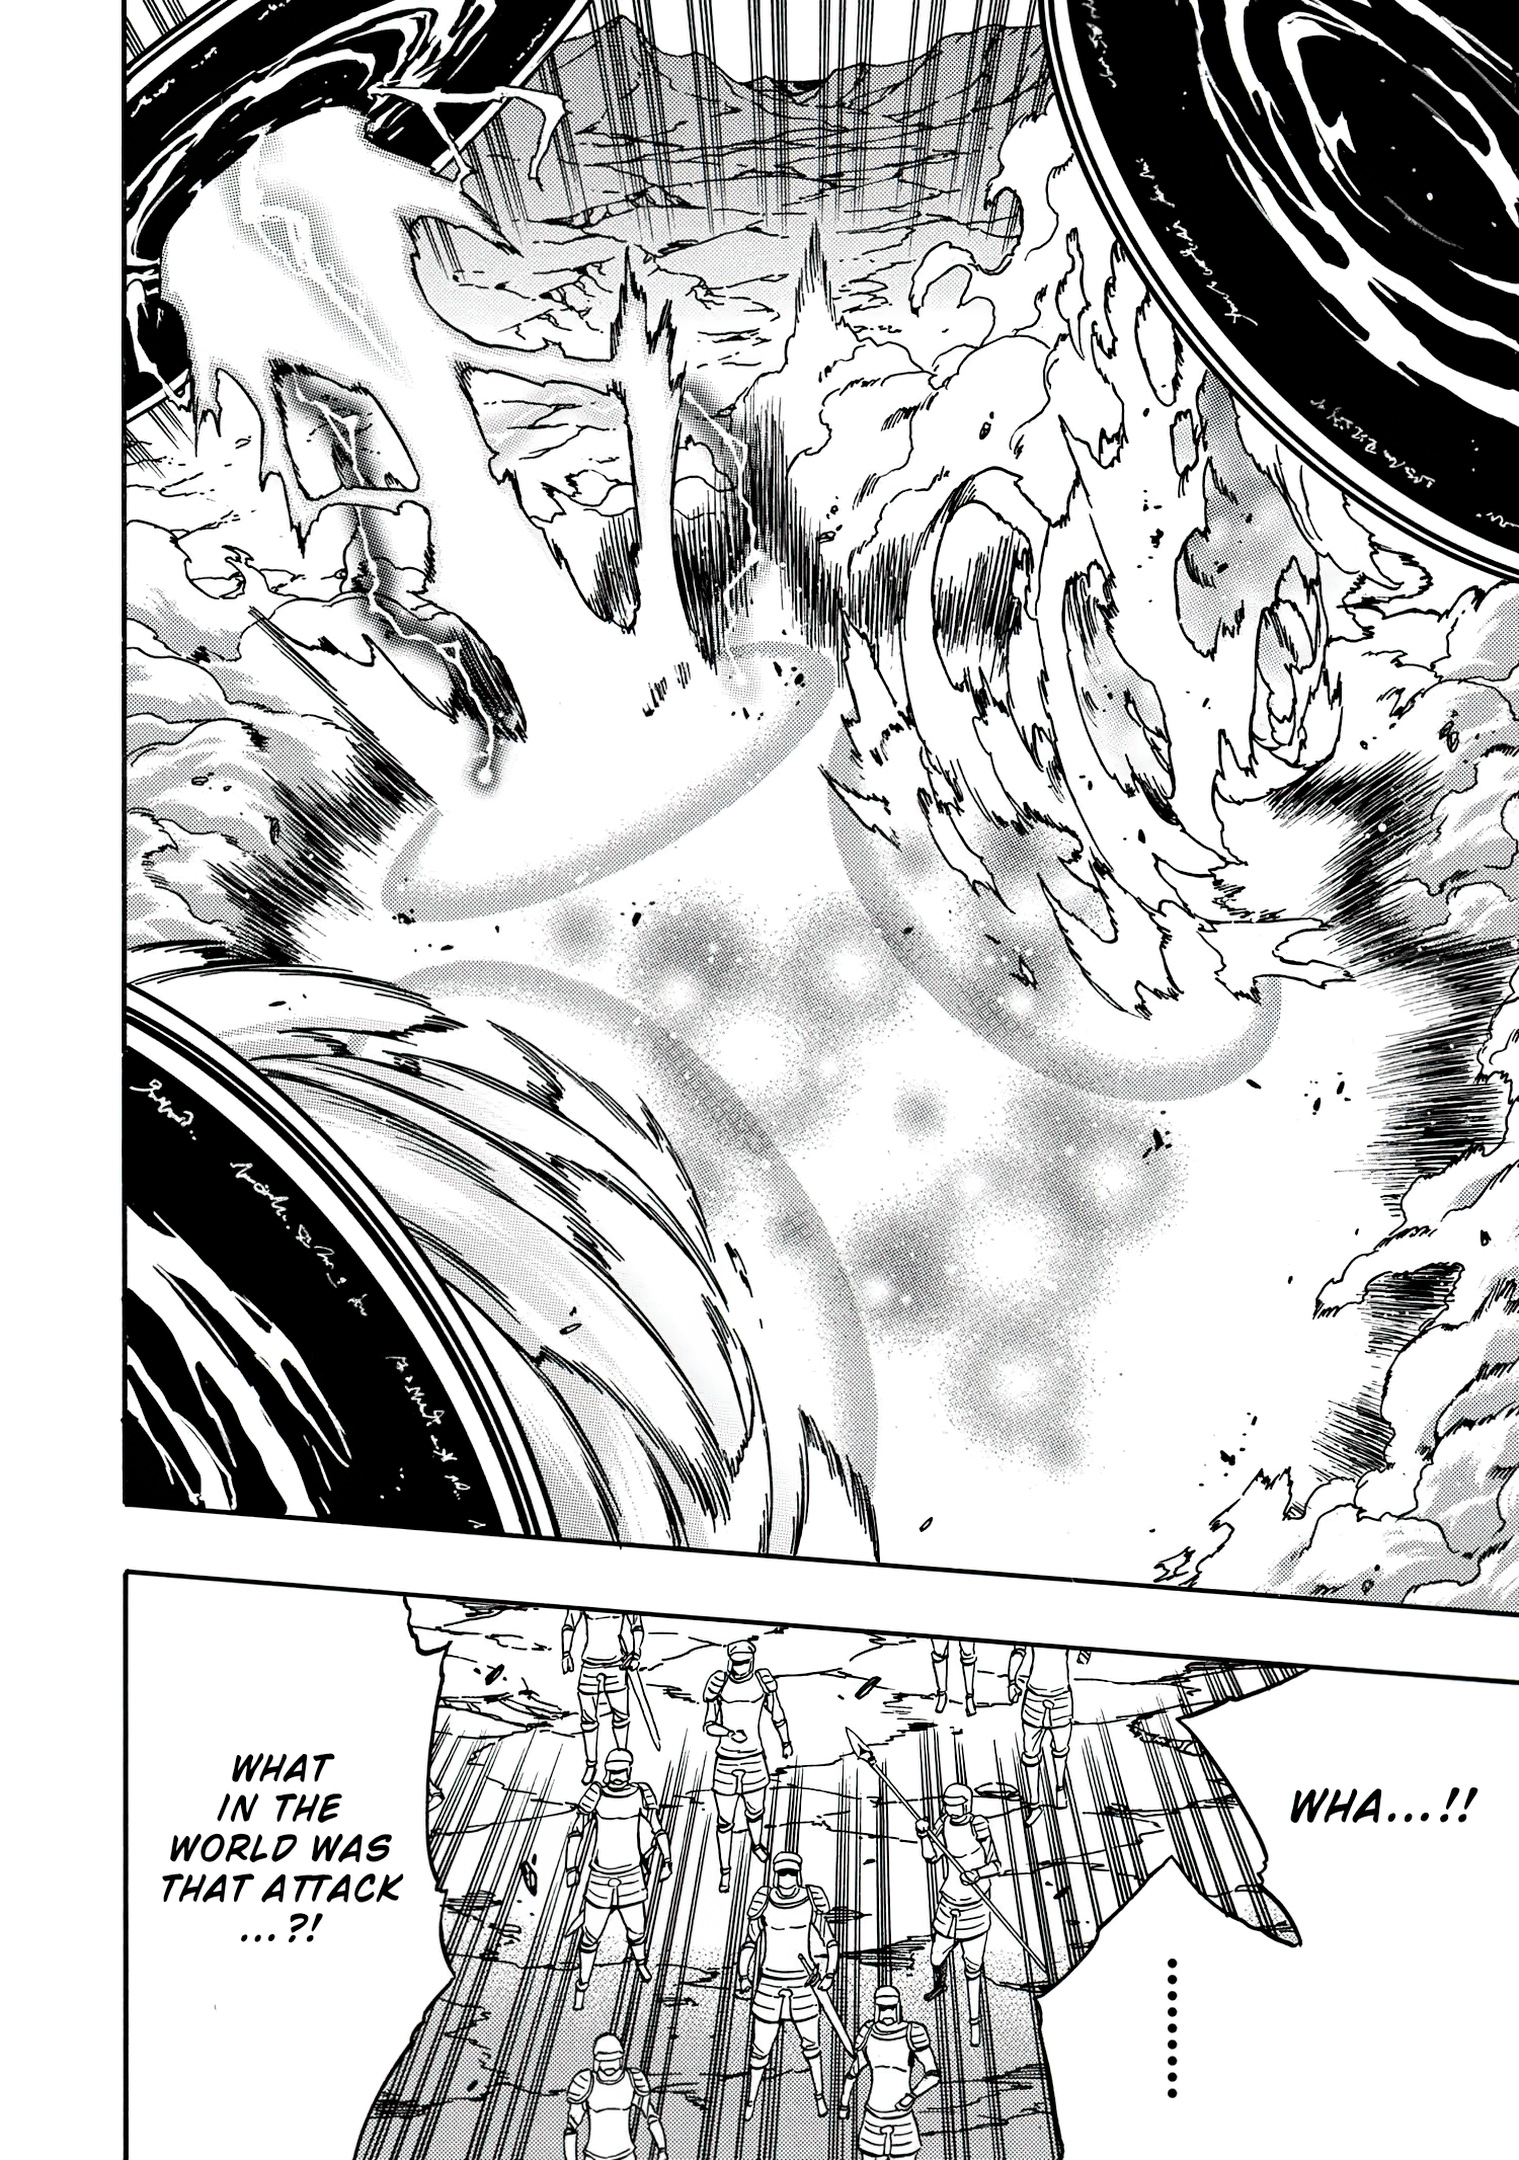 WHA...!!
.........
WHAT
IN THE
WORLD WAS
THAT ATTACK
...?!